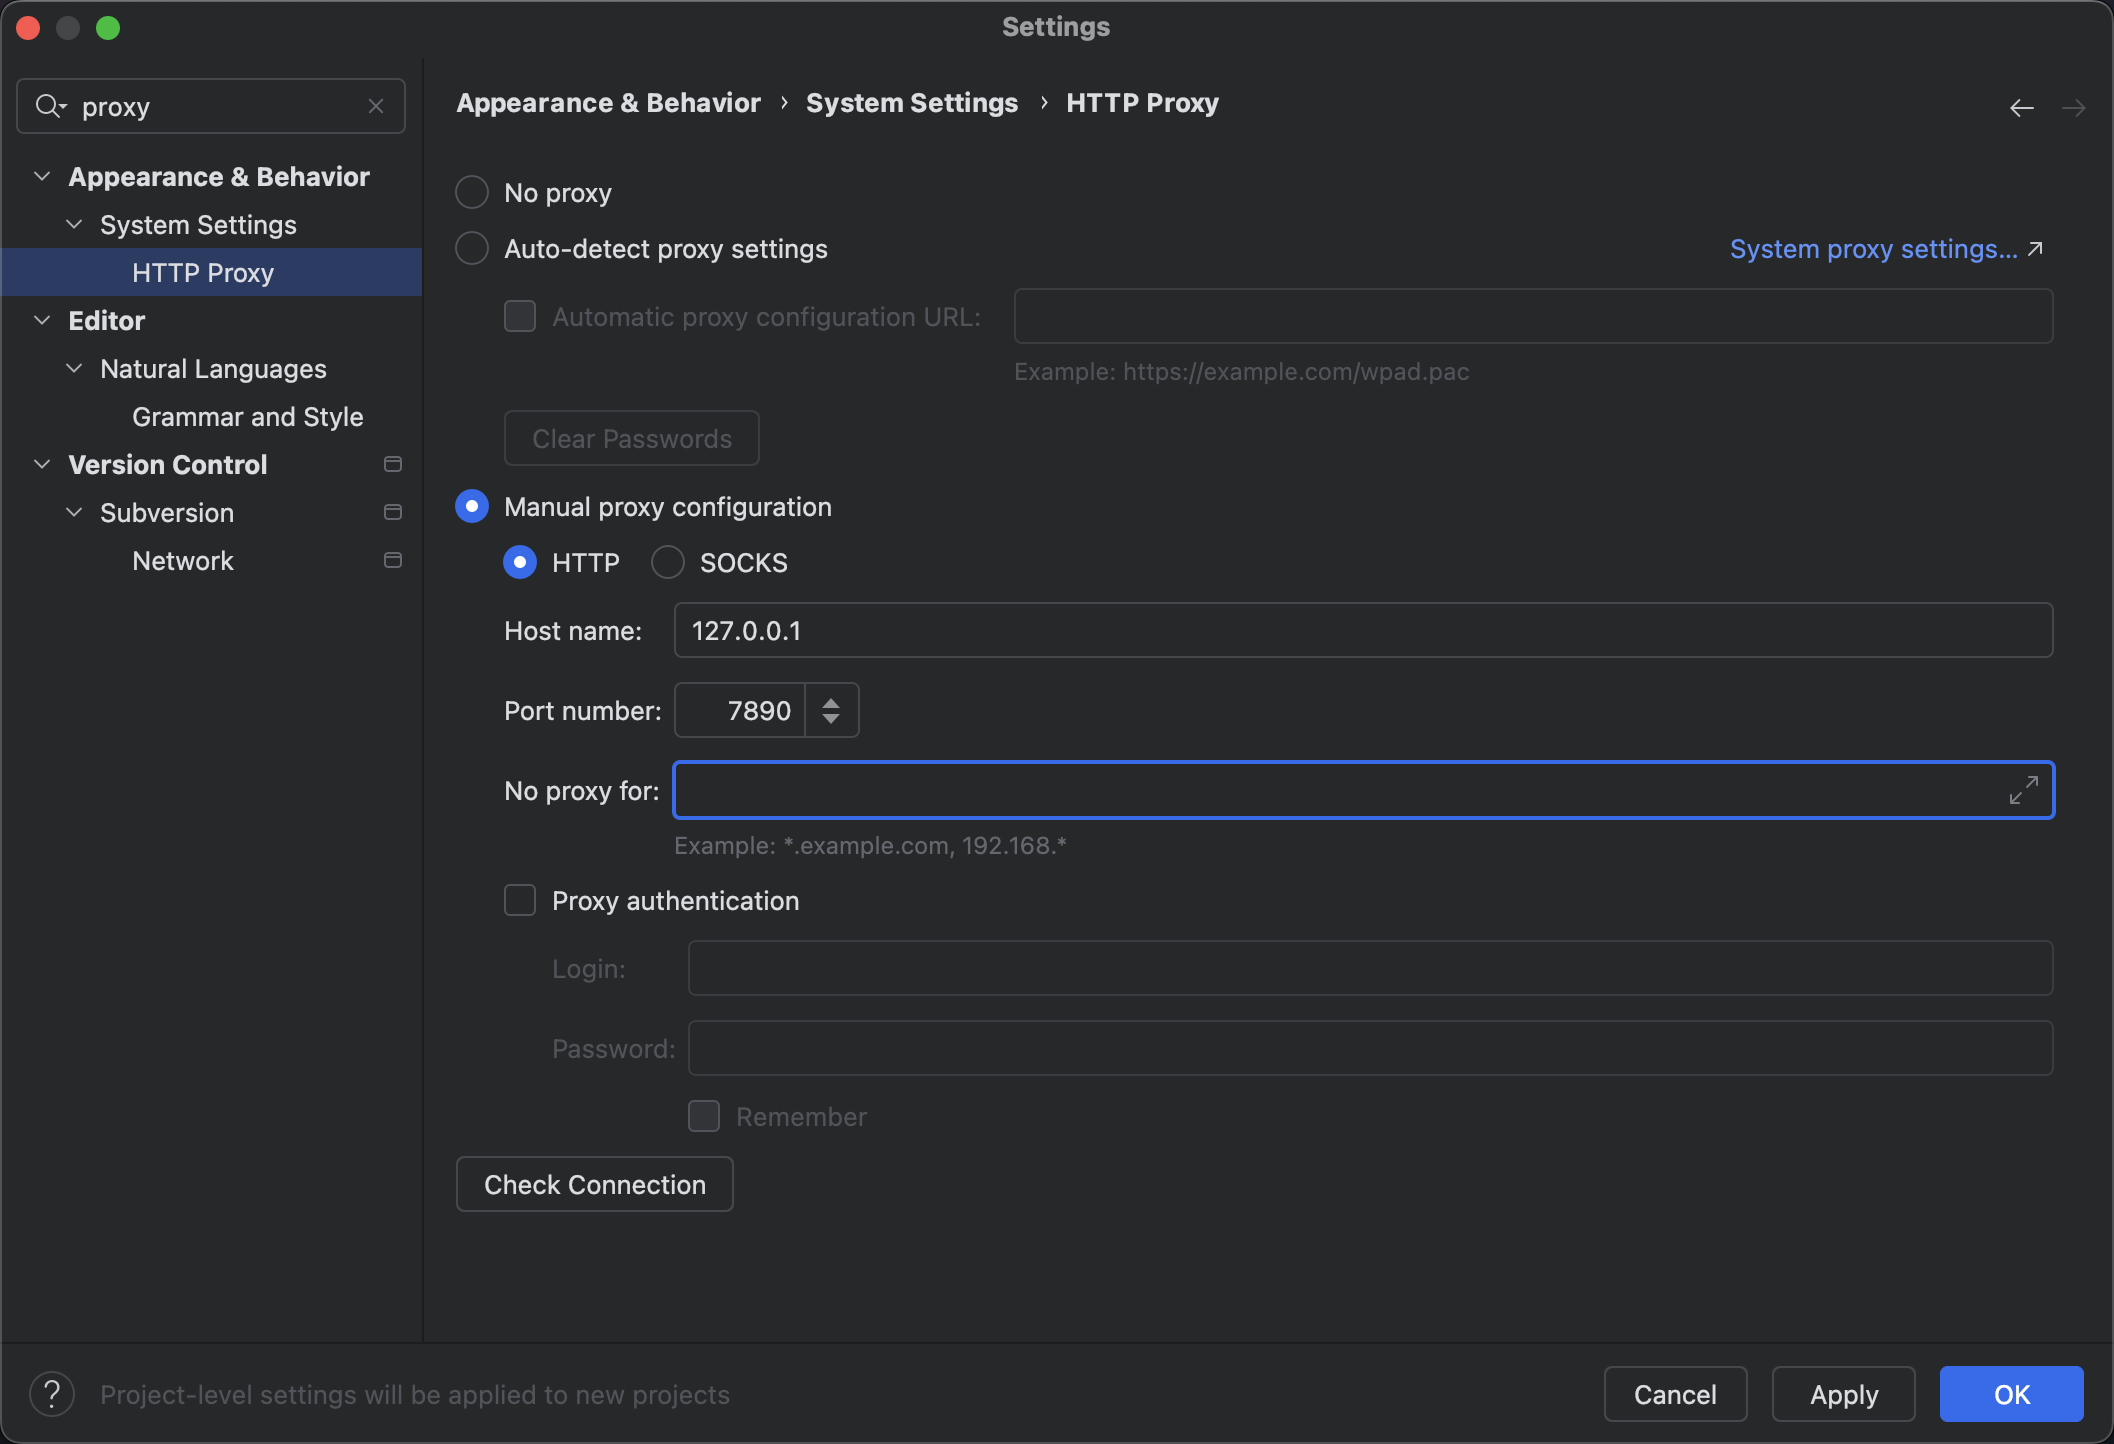 Settings
proxy
Appearance & Behavior
System Settings
HTTP Proxy
Editor
Natural Languages
Grammar and Style
Version Control
Subversion
Network
Appearance & Behavior › System Settings › HTTP Proxy
No proxy
Auto-detect proxy settings
System proxy settings...
Automatic proxy configuration URL:
Example: https://example.com/wpad.pac
Clear Passwords
Manual proxy configuration
HTTP SOCKS
Host name: 127.0.0.1
Port number: 7890
No proxy for:
Example: *.example.com, 192.168.*
Proxy authentication
Login:
Password:
Remember
Check Connection
? Project-level settings will be applied to new projects
Cancel Apply OK